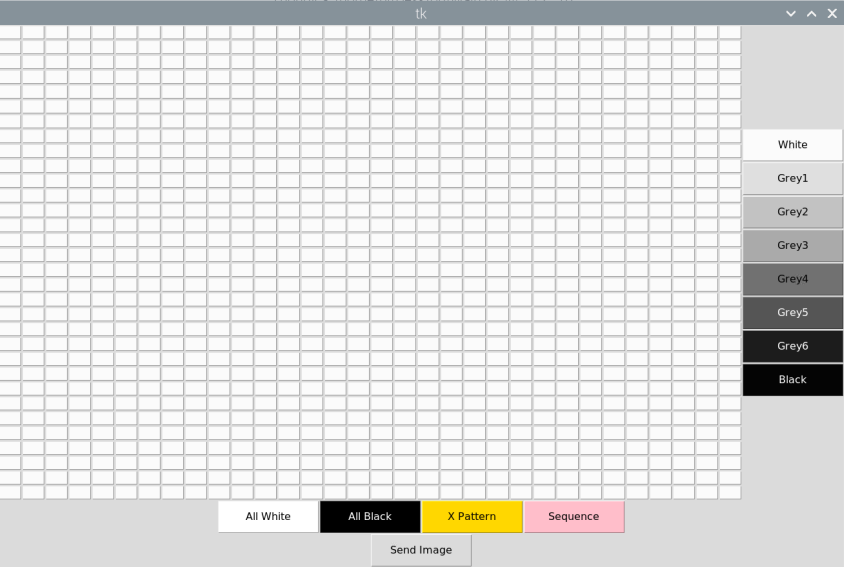 tk
White
Grey1
Grey2
Grey3
Grey4
Grey5
Grey6
Black
All White
All Black
X Pattern
Sequence
Send Image